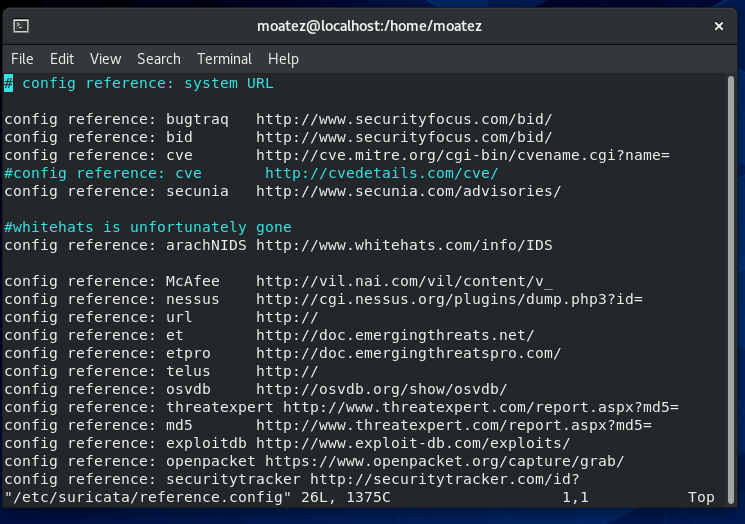 moatez@localhost:/home/moatez
File Edit View Search Terminal Help
# config reference: system URL
config reference: bugtraq   http://www.securityfocus.com/bid/
config reference: bid       http://www.securityfocus.com/bid/
config reference: cve       http://cve.mitre.org/cgi-bin/cvename.cgi?name=
#config reference: cve       http://cvedetails.com/cve/
config reference: secunia   http://www.secunia.com/advisories/
#whitehats is unfortunately gone
config reference: arachNIDS http://www.whitehats.com/info/IDS
config reference: McAfee    http://vil.nai.com/vil/content/v_
config reference: nessus    http://cgi.nessus.org/plugins/dump.php3?id=
config reference: url       http://
config reference: et        http://doc.emergingthreats.net/
config reference: etpro     http://doc.emergingthreatspro.com/
config reference: telus     http://
config reference: osvdb     http://osvdb.org/show/osvdb/
config reference: threatexpert http://www.threatexpert.com/report.aspx?md5=
config reference: md5       http://www.threatexpert.com/report.aspx?md5=
config reference: exploitdb http://www.exploit-db.com/exploits/
config reference: openpacket https://www.openpacket.org/capture/grab/
config reference: securitytracker http://securitytracker.com/id?
"/etc/suricata/reference.config" 26L, 1375C 1,1 Top